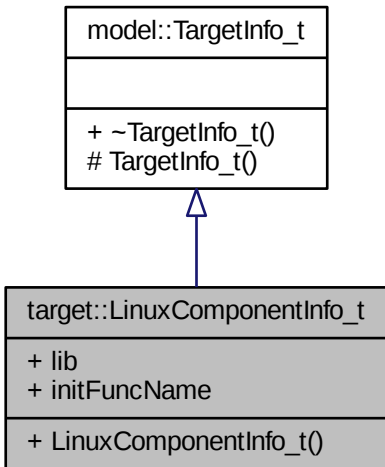 model::TargetInfo_t
+ ~TargetInfo_t()
# TargetInfo_t()
target::LinuxComponentInfo_t
+ lib
+ initFuncName
+ LinuxComponentInfo_t()